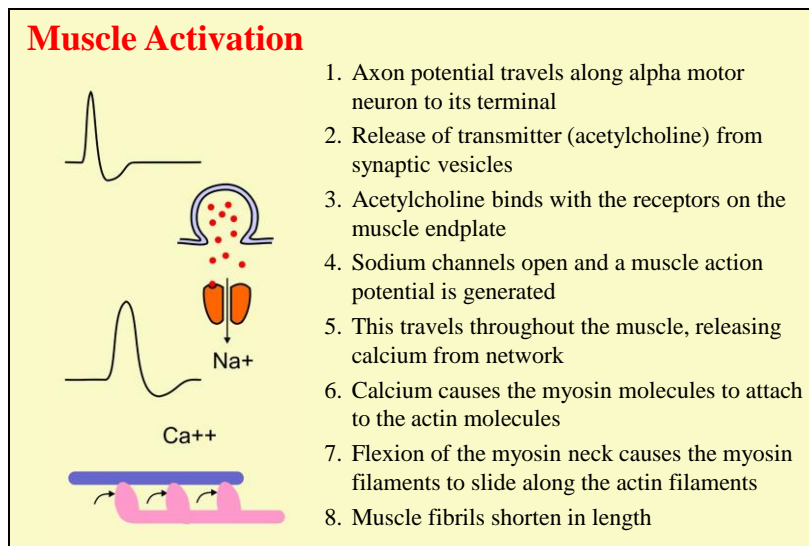 Muscle Activation
1. Axon potential travels along alpha motor
neuron to its terminal
2. Release of transmitter (acetylcholine) from
synaptic vesicles
3. Acetylcholine binds with the receptors on the
muscle endplate
4. Sodium channels open and a muscle action
potential is generated
5. This travels throughout the muscle, releasing
calcium from network
6. Calcium causes the myosin molecules to attach
to the actin molecules
7. Flexion of the myosin neck causes the myosin
filaments to slide along the actin filaments
8. Muscle fibrils shorten in length
Na+
Ca++